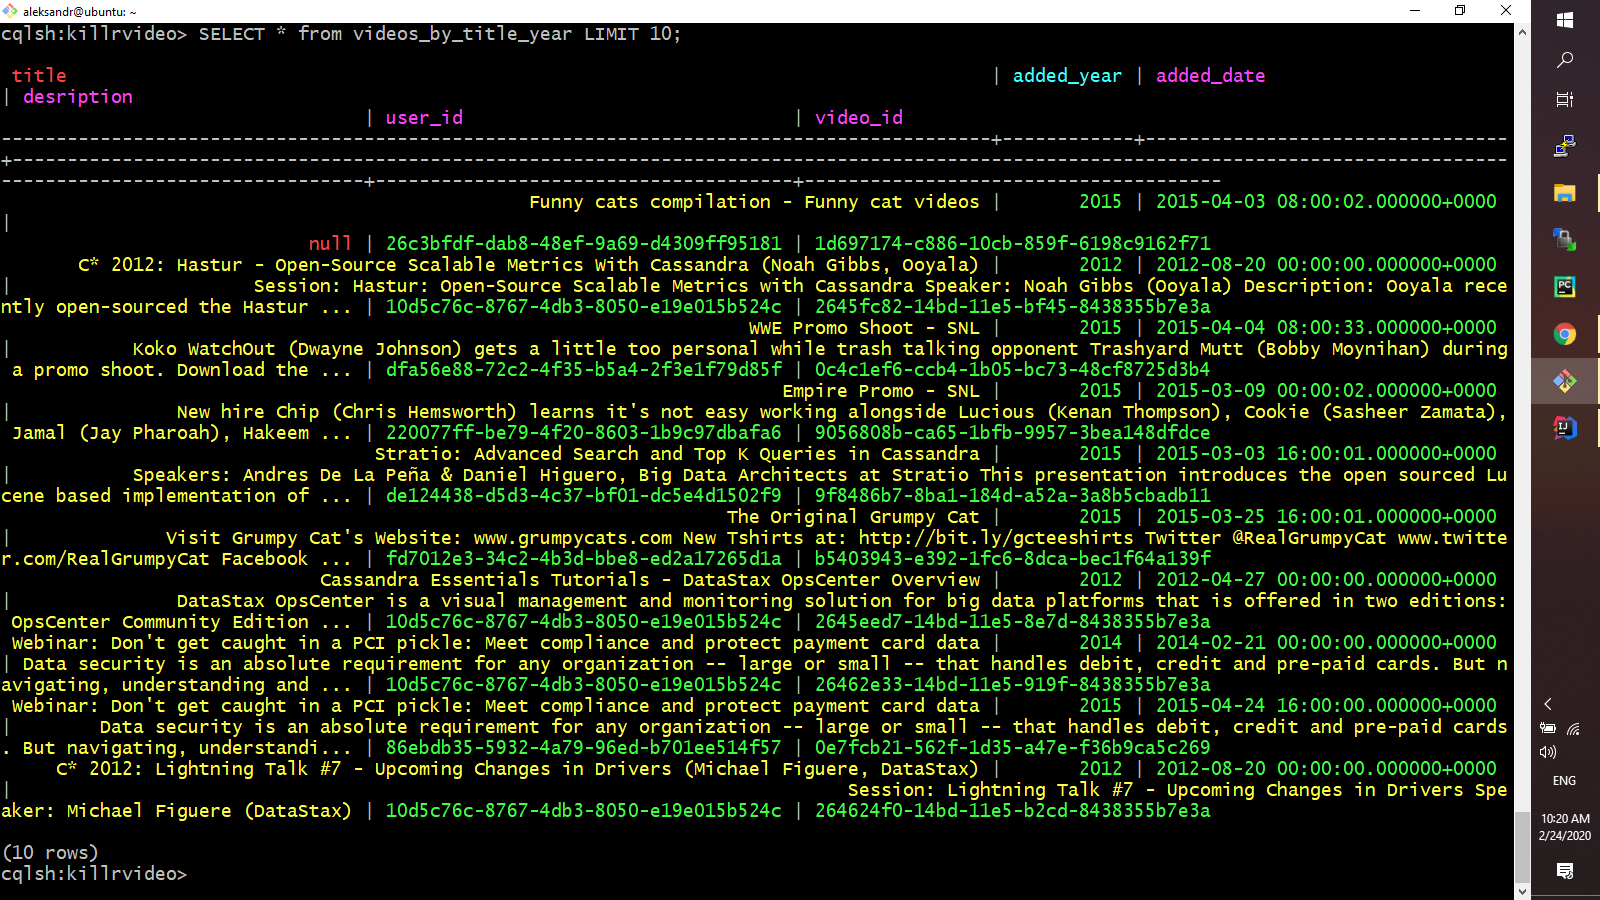 aleksandr@ubuntu: ~
cqlsh:killrvideo> SELECT * from videos_by_title_year LIMIT 10;
title | added_year | added_date
| desription
| user_id | video_id
-----------------------------------------------------------------------------------------+------------+---------------------------------
+----------------------------------------------------------------------------------------------------------------------------------------
---------------------------------+--------------------------------------+--------------------------------------
Funny cats compilation - Funny cat videos | 2015 | 2015-04-03 08:00:02.000000+0000
|
null | 26c3bfdf-dab8-48ef-9a69-d4309ff95181 | 1d697174-c886-10cb-859f-6198c9162f71
C* 2012: Hastur - Open-Source Scalable Metrics With Cassandra (Noah Gibbs, Ooyala) | 2012 | 2012-08-20 00:00:00.000000+0000
| Session: Hastur: Open-Source Scalable Metrics with Cassandra Speaker: Noah Gibbs (Ooyala) Description: Ooyala rece
ntly open-sourced the Hastur ... | 10d5c76c-8767-4db3-8050-e19e015b524c | 2645fc82-14bd-11e5-bf45-8438355b7e3a
WWE Promo Shoot - SNL | 2015 | 2015-04-04 08:00:33.000000+0000
| Koko WatchOut (Dwayne Johnson) gets a little too personal while trash talking opponent Trashyard Mutt (Bobby Moynihan) during
a promo shoot. Download the ... | dfa56e88-72c2-4f35-b5a4-2f3e1f79d85f | 0c4c1ef6-ccb4-1b05-bc73-48cf8725d3b4
Empire Promo - SNL | 2015 | 2015-03-09 00:00:02.000000+0000
| New hire Chip (Chris Hemsworth) learns it's not easy working alongside Lucious (Kenan Thompson), Cookie (Sasheer Zamata),
Jamal (Jay Pharoah), Hakeem ... | 220077ff-be79-4f20-8603-1b9c97dbafa6 | 9056808b-ca65-1bfb-9957-3bea148dfdce
Stratio: Advanced Search and Top K Queries in Cassandra | 2015 | 2015-03-03 16:00:01.000000+0000
| Speakers: Andres De La Peña & Daniel Higuero, Big Data Architects at Stratio This presentation introduces the open sourced Lu
cene based implementation of ... | de124438-d5d3-4c37-bf01-dc5e4d1502f9 | 9f8486b7-8ba1-184d-a52a-3a8b5cbadb11
The Original Grumpy Cat | 2015 | 2015-03-25 16:00:01.000000+0000
| Visit Grumpy Cat's Website: www.grumpycats.com New Tshirts at: http://bit.ly/gcteeshirts Twitter @RealGrumpyCat www.twitte
r.com/RealGrumpyCat Facebook ... | fd7012e3-34c2-4b3d-bbe8-ed2a17265d1a | b5403943-e392-1fc6-8dca-bec1f64a139f
Cassandra Essentials Tutorials - DataStax OpsCenter Overview | 2012 | 2012-04-27 00:00:00.000000+0000
| DataStax OpsCenter is a visual management and monitoring solution for big data platforms that is offered in two editions:
OpsCenter Community Edition ... | 10d5c76c-8767-4db3-8050-e19e015b524c | 2645eed7-14bd-11e5-8e7d-8438355b7e3a
Webinar: Don't get caught in a PCI pickle: Meet compliance and protect payment card data | 2014 | 2014-02-21 00:00:00.000000+0000
| Data security is an absolute requirement for any organization -- large or small -- that handles debit, credit and pre-paid cards. But n
avigating, understanding and ... | 10d5c76c-8767-4db3-8050-e19e015b524c | 26462e33-14bd-11e5-919f-8438355b7e3a
Webinar: Don't get caught in a PCI pickle: Meet compliance and protect payment card data | 2015 | 2015-04-24 16:00:00.000000+0000
| Data security is an absolute requirement for any organization -- large or small -- that handles debit, credit and pre-paid cards
. But navigating, understandi... | 86ebdb35-5932-4a79-96ed-b701ee514f57 | 0e7fcb21-562f-1d35-a47e-f36b9ca5c269
C* 2012: Lightning Talk #7 - Upcoming Changes in Drivers (Michael Figuere, DataStax) | 2012 | 2012-08-20 00:00:00.000000+0000
| Session: Lightning Talk #7 - Upcoming Changes in Drivers Spe
aker: Michael Figuere (DataStax) | 10d5c76c-8767-4db3-8050-e19e015b524c | 264624f0-14bd-11e5-b2cd-8438355b7e3a
(10 rows)
cqlsh:killrvideo>
PC
IJ
ENG
10:20 AM
2/24/2020